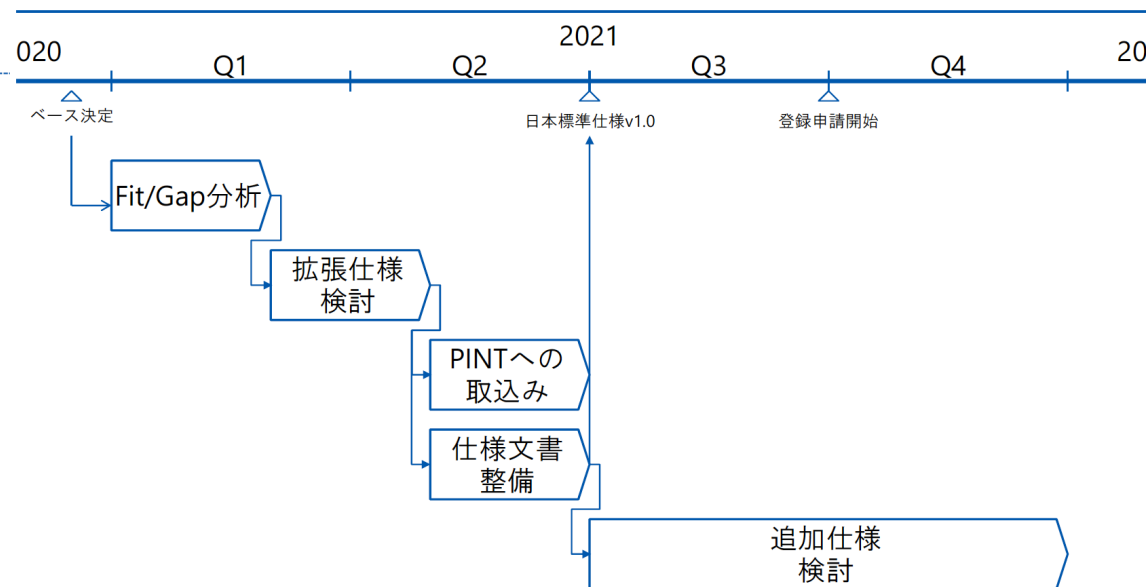 2021
020
20
Q1
Q2
Q3
Q4
ベース決定
日本標準仕様v1.0
登録申請開始
Fit/Gap分析
拡張仕様
検討
PINTへの
取込み
仕様文書
整備
追加仕様
検討